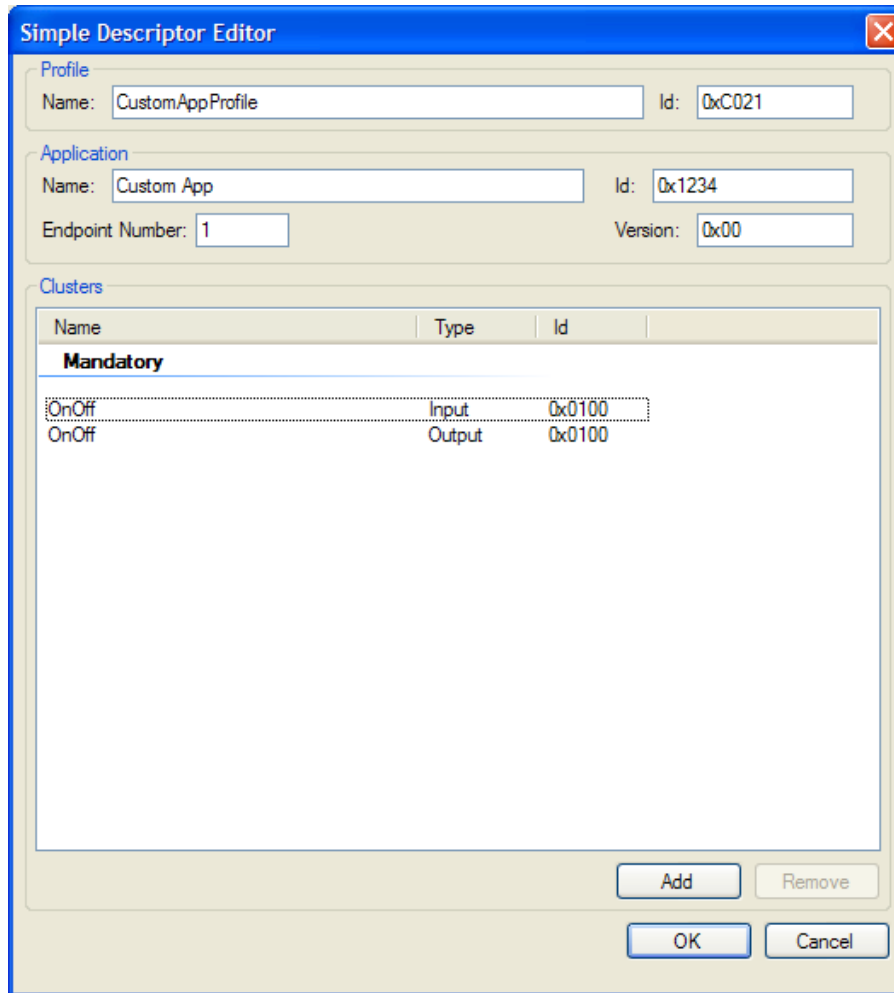 Simple Descriptor Editor
Profile
Name: CustomAppProfile Id: 0xC021
Application
Name: Custom App Id: 0x1234
Endpoint Number: 1 Version: 0x00
Clusters
Name Type Id
Mandatory
OnOff Input 0x0100
OnOff Output 0x0100
Add Remove
OK Cancel